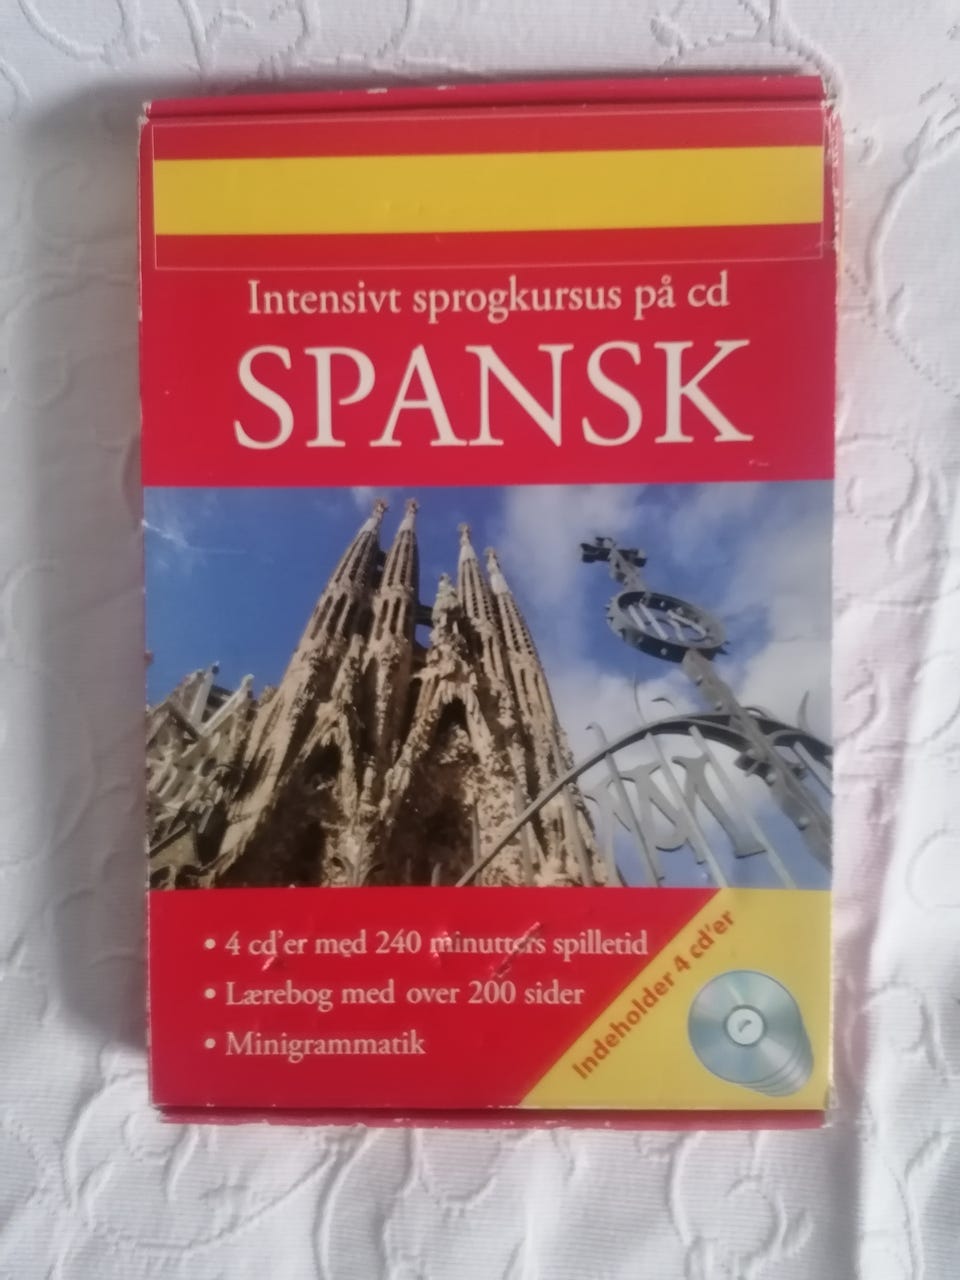 Intensivt sprogkursus på cd
SPANSK
• 4 cd'er med 240 minutters spilletid
• Lærebog med over 200 sider
• Minigrammatik
Indeholder 4 cd'er